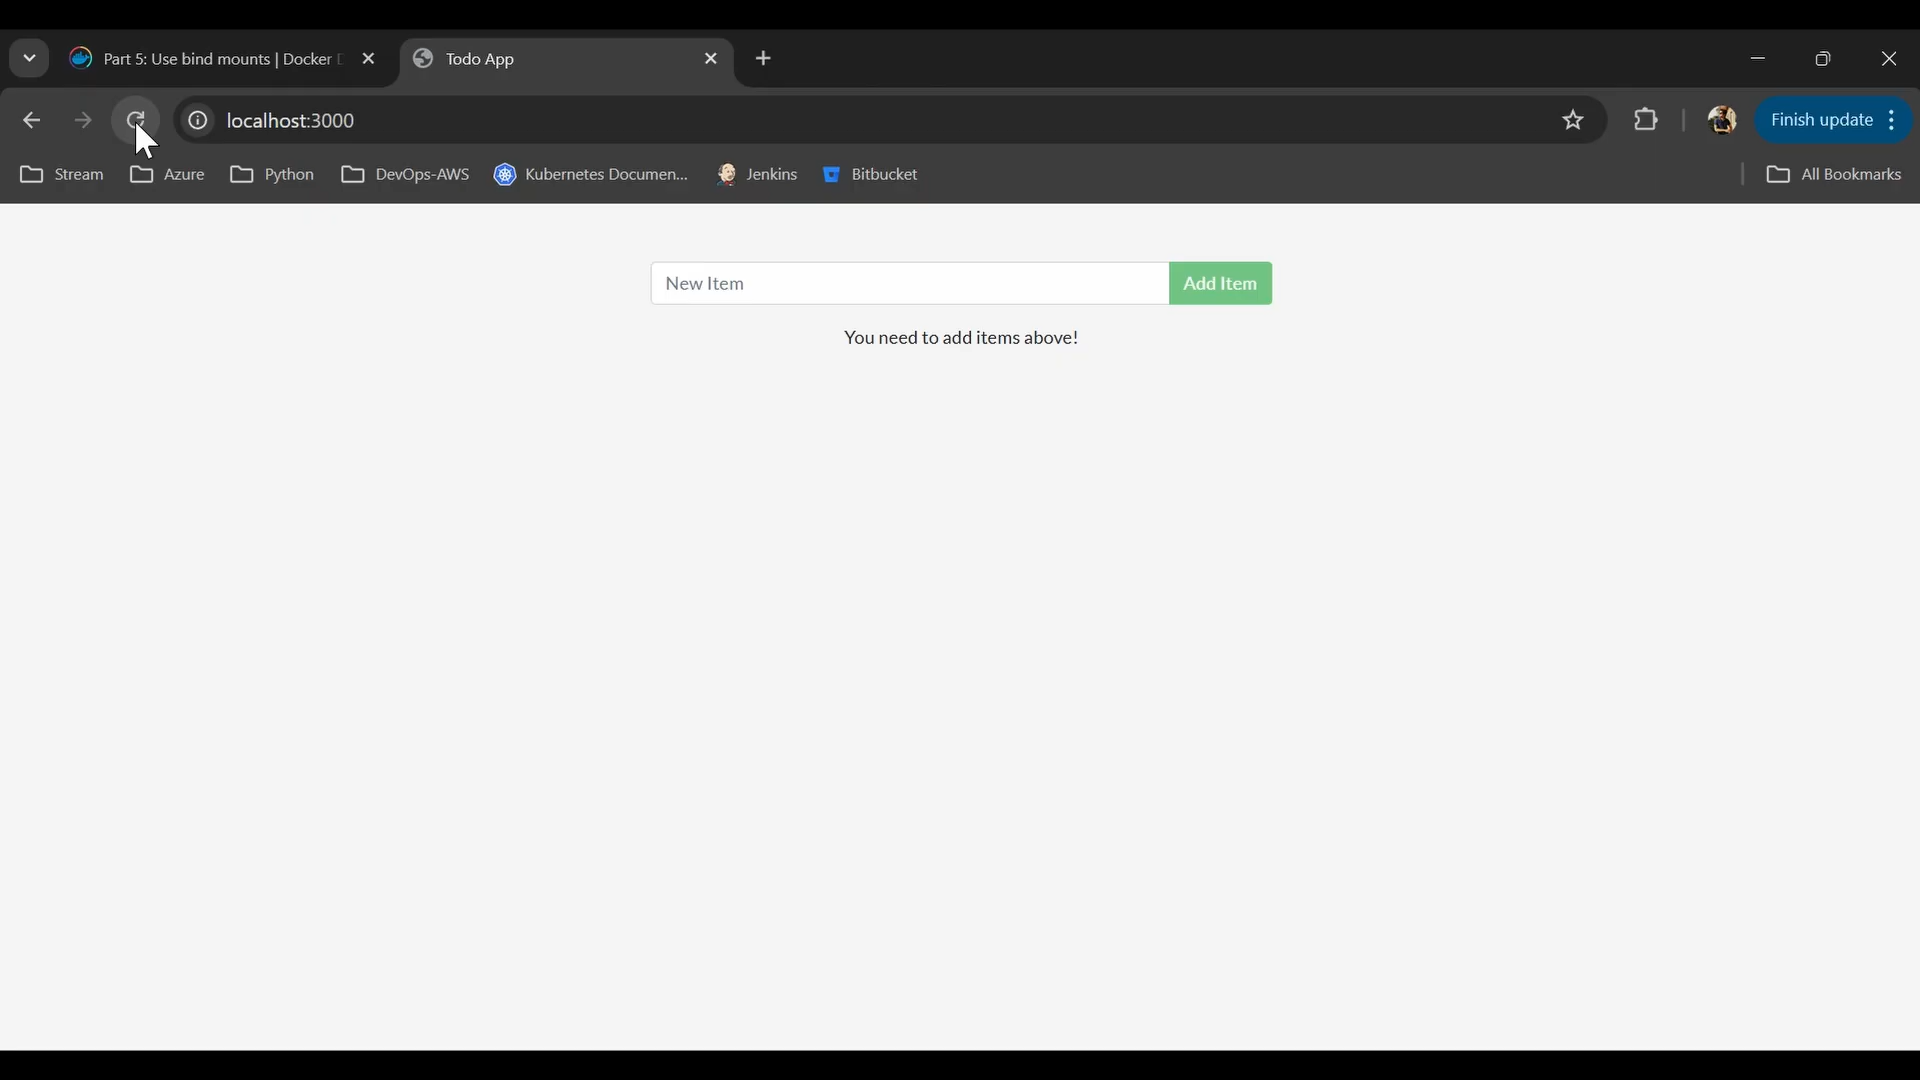 Part 5: Use bind mounts | Docker
Todo App
localhost:3000
Finish update
Stream
Azure
Python
DevOps-AWS
Kubernetes Documen...
Jenkins
Bitbucket
All Bookmarks
New Item
Add Item
You need to add items above!